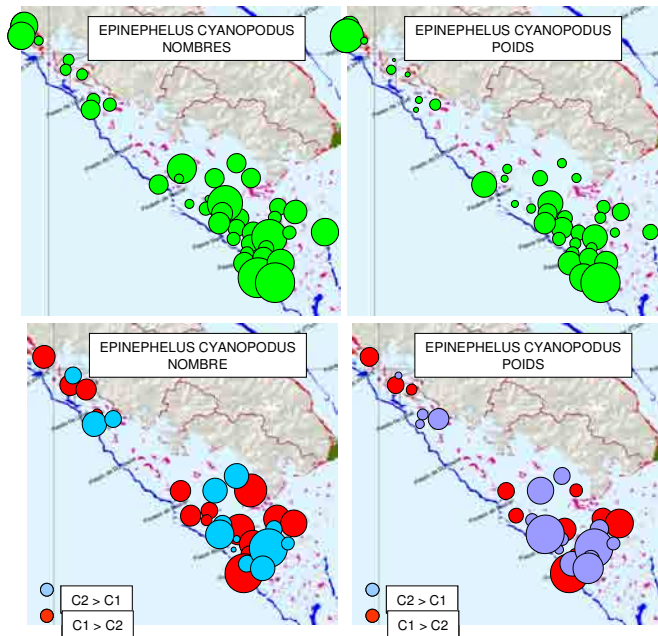 EPINEPHELUS CYANOPODUS
NOMBRES
EPINEPHELUS CYANOPODUS
POIDS
EPINEPHELUS CYANOPODUS
NOMBRE
EPINEPHELUS CYANOPODUS
POIDS
C2 > C1
C1 > C2
C2 > C1
C1 > C2